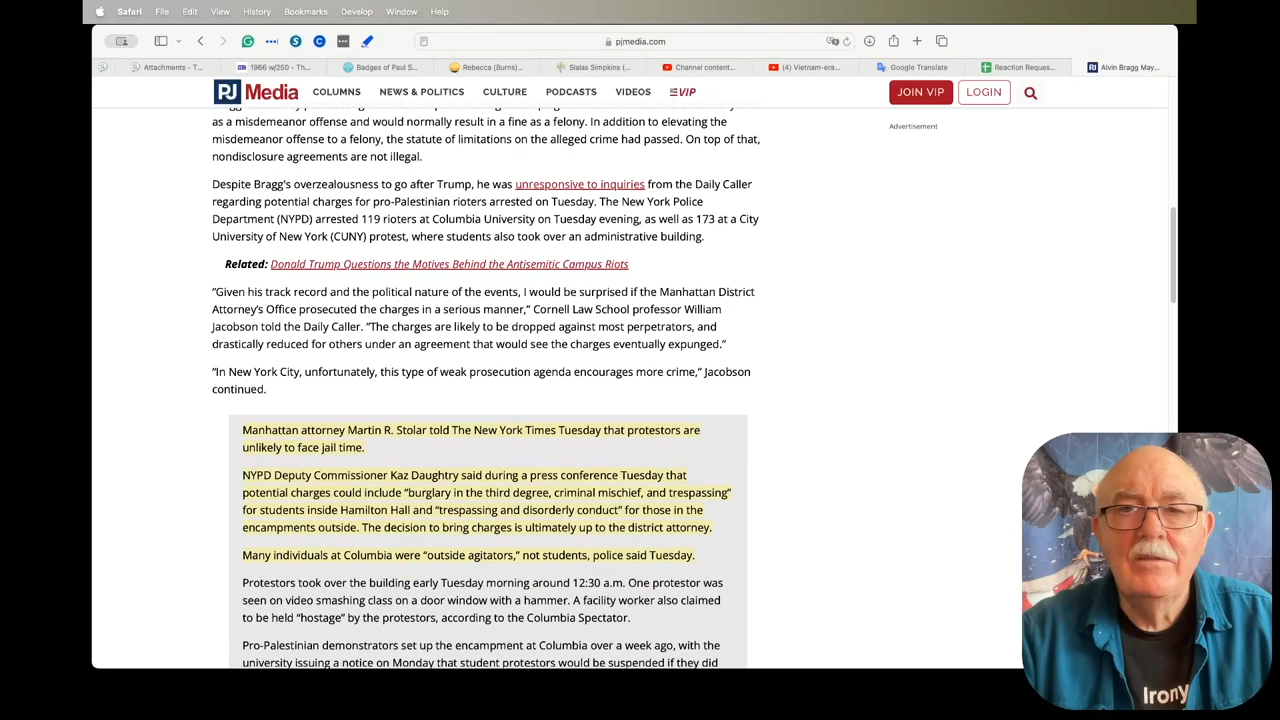 Safari File Edit View History Bookmarks Develop Window Help
pjmedia.com
Attachments - T... 1966 w/250 - Th... Badges of Paul S... Rebecca (Burns)... Sialas Simpkins (... Channel content... (4) Vietnam-era... Google Translate Reaction Reques... Alvin Bragg May...
PJ Media COLUMNS NEWS & POLITICS CULTURE PODCASTS VIDEOS VIP JOIN VIP LOGIN
Advertisement
as a misdemeanor offense and would normally result in a fine as a felony. In addition to elevating the
misdemeanor offense to a felony, the statute of limitations on the alleged crime had passed. On top of that,
nondisclosure agreements are not illegal.
Despite Bragg's overzealousness to go after Trump, he was unresponsive to inquiries from the Daily Caller
regarding potential charges for pro-Palestinian rioters arrested on Tuesday. The New York Police
Department (NYPD) arrested 119 rioters at Columbia University on Tuesday evening, as well as 173 at a City
University of New York (CUNY) protest, where students also took over an administrative building.
Related: Donald Trump Questions the Motives Behind the Antisemitic Campus Riots
“Given his track record and the political nature of the events, I would be surprised if the Manhattan District
Attorney’s Office prosecuted the charges in a serious manner,” Cornell Law School professor William
Jacobson told the Daily Caller. “The charges are likely to be dropped against most perpetrators, and
drastically reduced for others under an agreement that would see the charges eventually expunged.”
“In New York City, unfortunately, this type of weak prosecution agenda encourages more crime,” Jacobson
continued.
Manhattan attorney Martin R. Stolar told The New York Times Tuesday that protestors are
unlikely to face jail time.
NYPD Deputy Commissioner Kaz Daughtry said during a press conference Tuesday that
potential charges could include “burglary in the third degree, criminal mischief, and trespassing”
for students inside Hamilton Hall and “trespassing and disorderly conduct” for those in the
encampments outside. The decision to bring charges is ultimately up to the district attorney.
Many individuals at Columbia were “outside agitators,” not students, police said Tuesday.
Protestors took over the building early Tuesday morning around 12:30 a.m. One protestor was
seen on video smashing class on a door window with a hammer. A facility worker also claimed
to be held “hostage” by the protestors, according to the Columbia Spectator.
Pro-Palestinian demonstrators set up the encampment at Columbia over a week ago, with the
university issuing a notice on Monday that student protestors would be suspended if they did
Irony